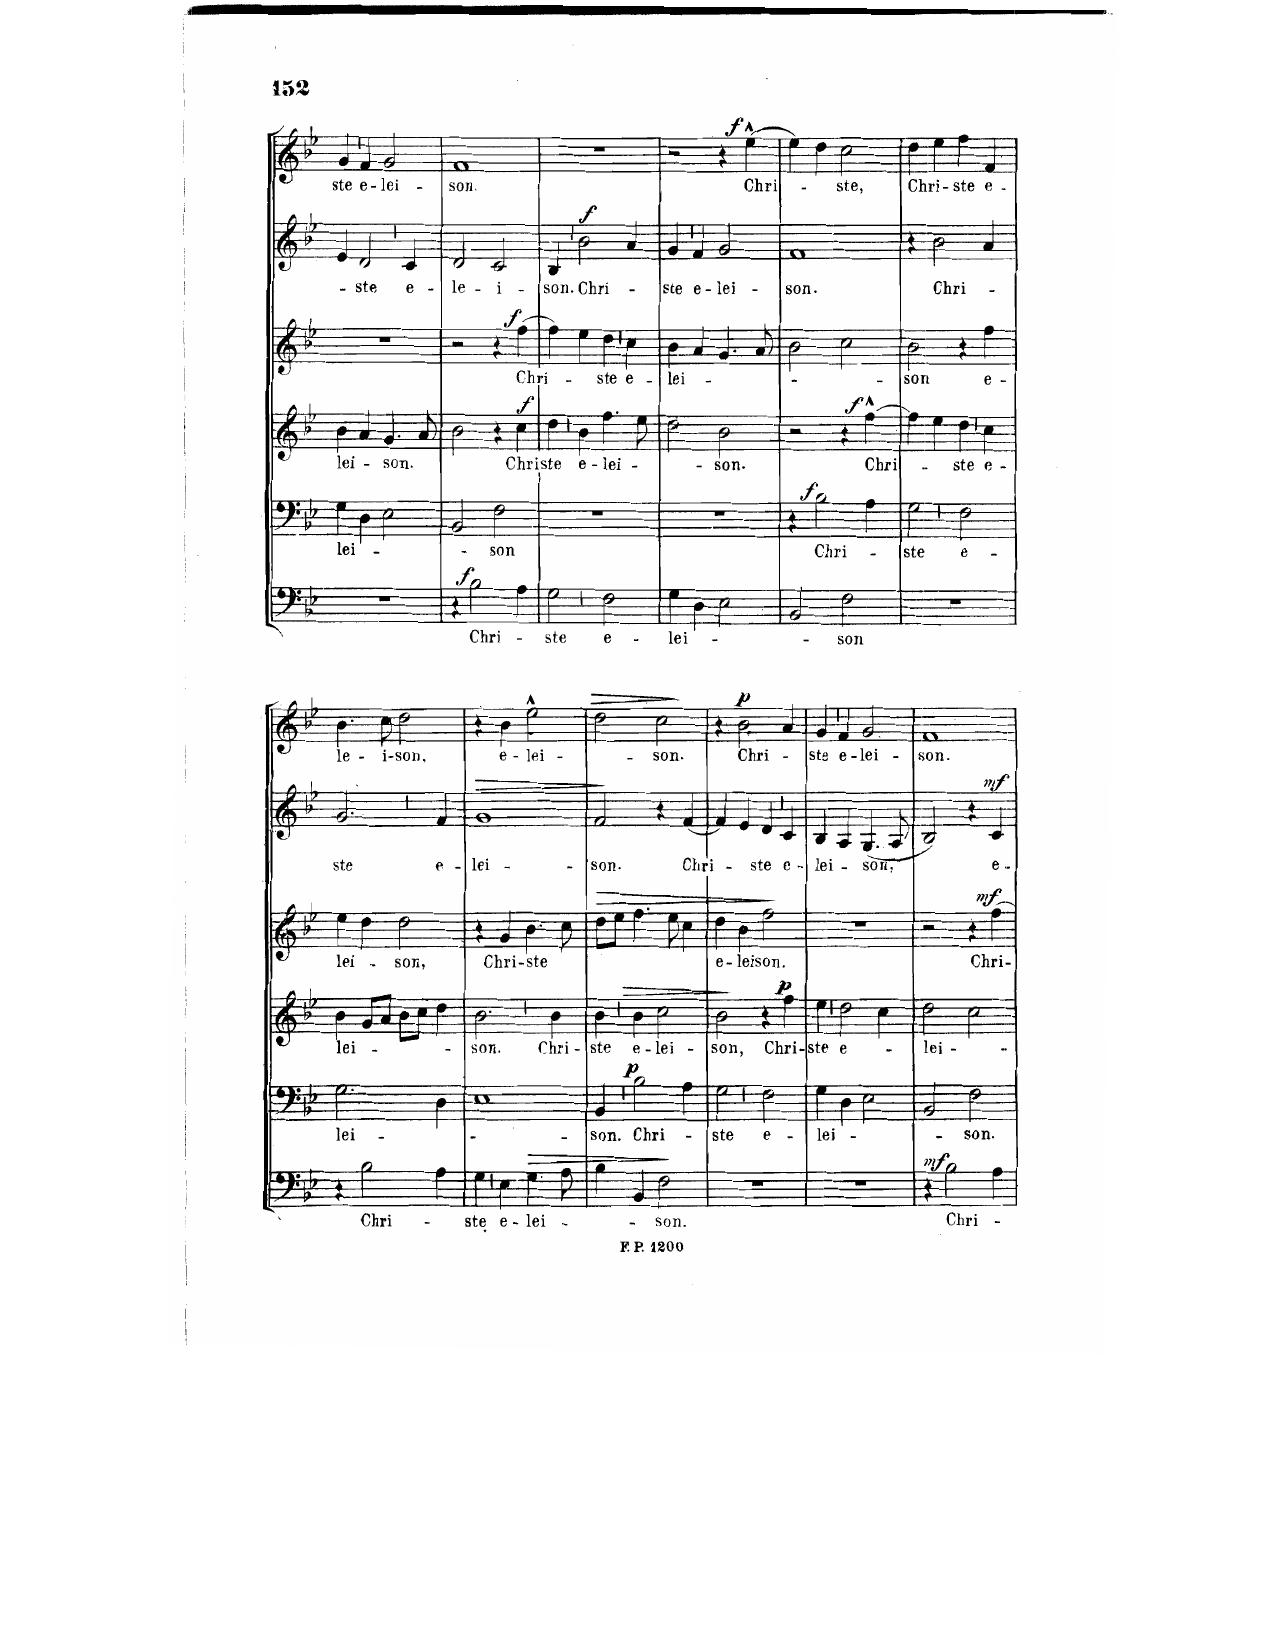 152
f
ste e - lei - son. Chri - ste, Chri - ste e -
f
- ste e - le - i - son. Chri - ste e - lei - son. Chri -
f
Chri - ste e - lei - - - son e -
f f
lei - son. Christe e - lei - - son. Chri - ste e -
f
lei - - son Chri - ste e -
f
Chri - ste e - lei - - son
p
le - i-son, e - lei - - son. Chri - ste e - lei - son.
mf
ste e - lei - - son. Chri - ste e - lei - son, e -
mf
lei - son, Chri - ste e - leison. Chri -
p
lei - - son. Chri - ste e - lei - son, Chri - ste e - lei - -
p
lei - - - son. Chri - ste e - lei - - son.
mf
Chri - ste e - lei - - son. Chri -
F. P. 1200